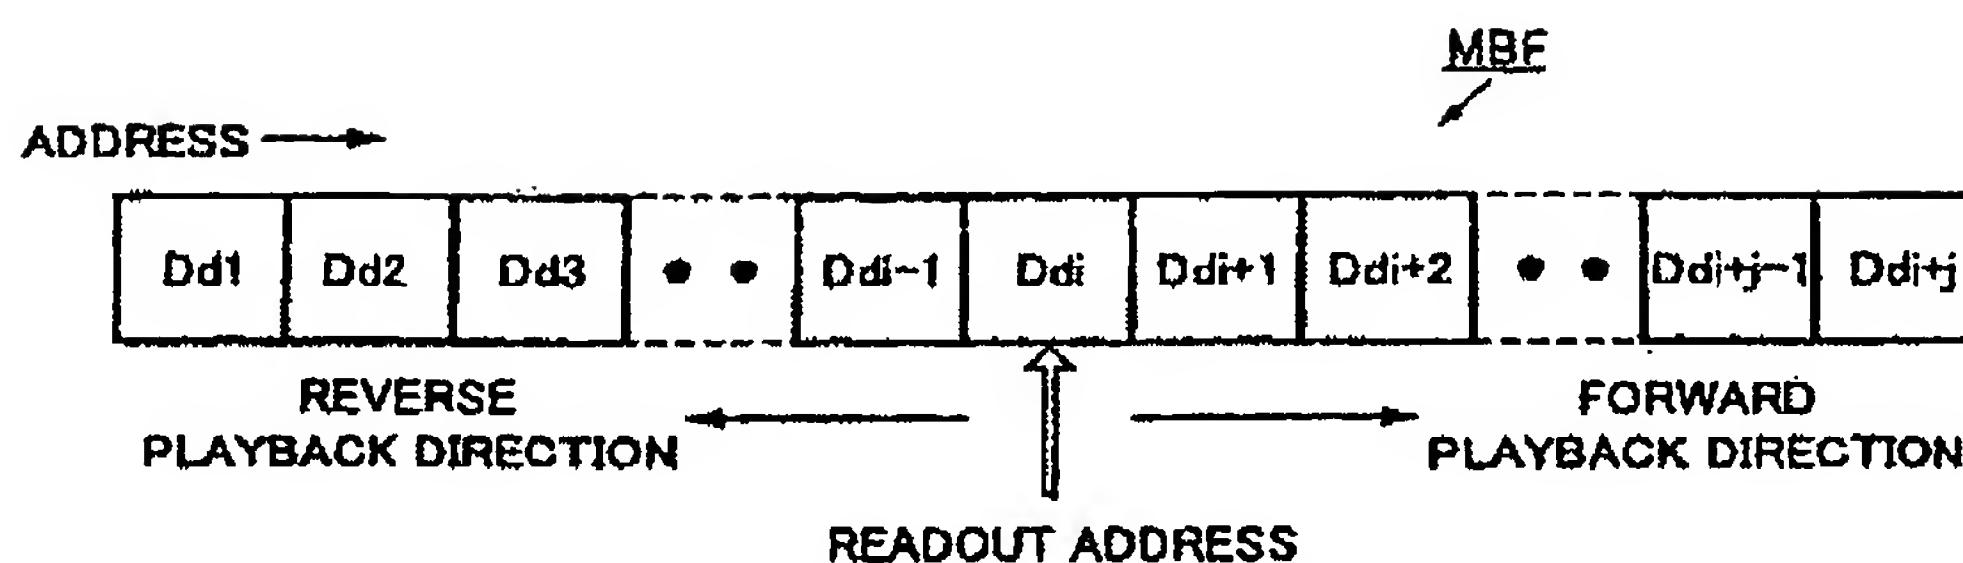 MBF
ADDRESS
Dd1 Dd2 Dd3 • • Ddi-1 Ddi Ddi+1 Ddi+2 • • Ddi+j-1 Ddi+j
REVERSE
PLAYBACK DIRECTION
FORWARD
PLAYBACK DIRECTION
READOUT ADDRESS